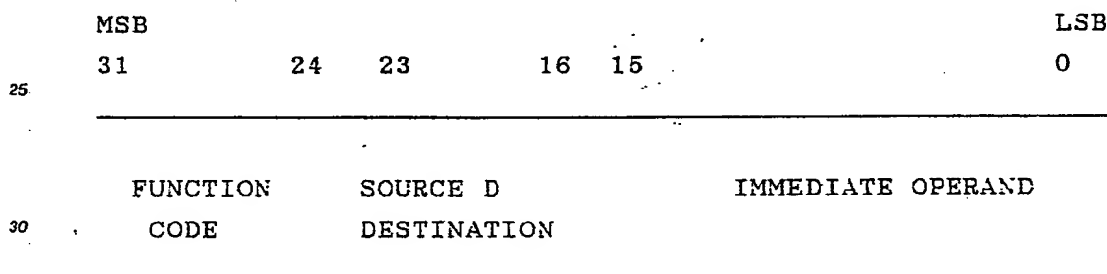 MSB LSB
31 24 23 16 15 0
25
FUNCTION SOURCE D IMMEDIATE OPERAND
30 CODE DESTINATION